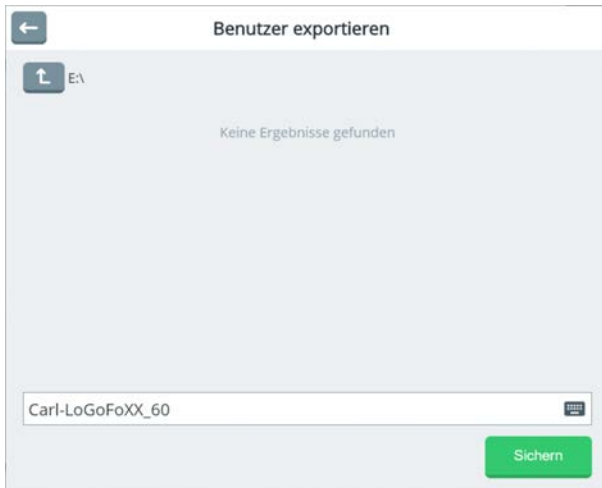 Benutzer exportieren
E:\
Keine Ergebnisse gefunden
Carl-LoGoFoXX_60
Sichern